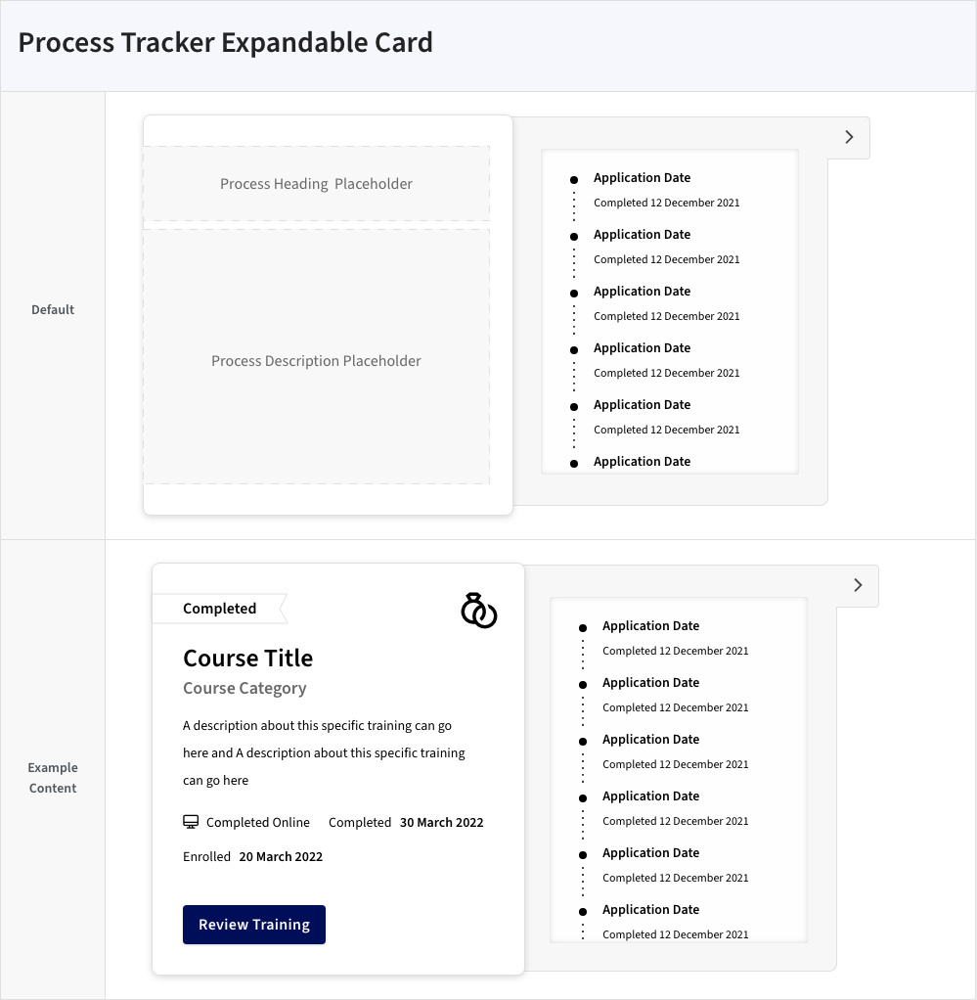 Process Tracker Expandable Card
Default
Process Heading Placeholder
Process Description Placeholder
Application Date
Completed 12 December 2021
Application Date
Completed 12 December 2021
Application Date
Completed 12 December 2021
Application Date
Completed 12 December 2021
Application Date
Completed 12 December 2021
Application Date
Example
Content
Completed
Course Title
Course Category
A description about this specific training can go
here and A description about this specific training
can go here
Completed Online Completed 30 March 2022
Enrolled 20 March 2022
Review Training
Application Date
Completed 12 December 2021
Application Date
Completed 12 December 2021
Application Date
Completed 12 December 2021
Application Date
Completed 12 December 2021
Application Date
Completed 12 December 2021
Application Date
Completed 12 December 2021